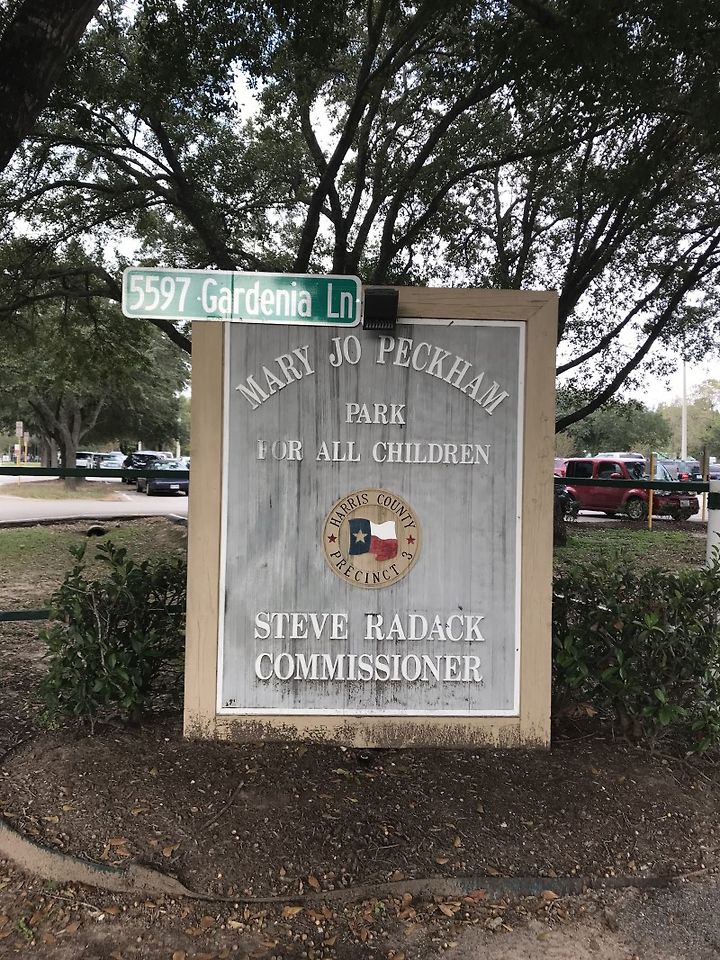 5597 Gardenia Ln
MARY JO PECKHAM
PARK
FOR ALL CHILDREN
HARRIS COUNTY
PRECINCT 3
STEVE RADACK
COMMISSIONER